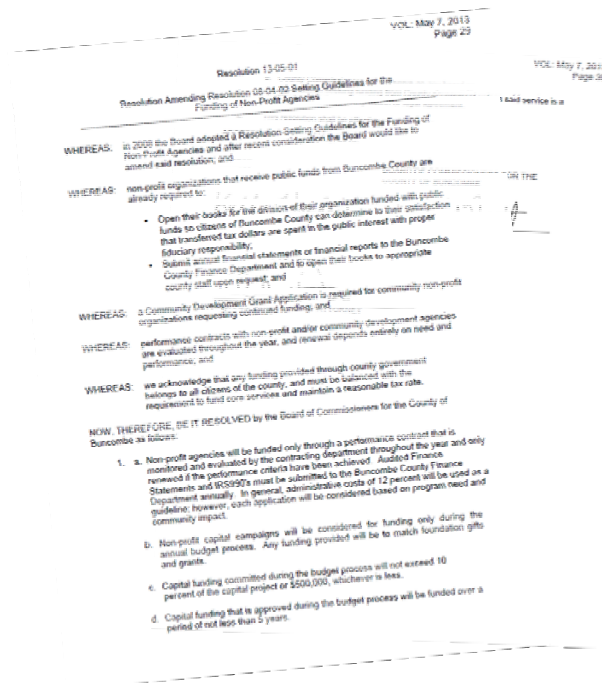 VOL: May 7, 2013
Page 29
Resolution 13-05-01
Resolution Amending Resolution 08-04-02 Setting Guidelines for the
Funding of Non-Profit Agencies
VOL: May 7, 201
Page 3
said service is a
ON THE
WHEREAS: in 2008 the Board adopted a Resolution Setting Guidelines for the Funding of
Non-Profit Agencies and after recent consideration the Board would like to
amend said resolution; and
WHEREAS: non-profit organizations that receive public funds from Buncombe County are
already required to:
• Open their books for the division of their organization funded with public
funds so citizens of Buncombe County can determine to their satisfaction
that transferred tax dollars are spent in the public interest with proper
fiduciary responsibility;
• Submit annual financial statements or financial reports to the Buncombe
County Finance Department and to open their books to appropriate
county staff upon request; and
WHEREAS: a Community Development Grant Application is required for community non-profit
organizations requesting continued funding; and
WHEREAS: performance contracts with non-profit and/or community development agencies
are evaluated throughout the year, and renewal depends entirely on need and
performance; and
WHEREAS: we acknowledge that any funding provided through county government
belongs to all citizens of the county, and must be balanced with the
requirement to fund core services and maintain a reasonable tax rate.
NOW, THEREFORE, BE IT RESOLVED by the Board of Commissioners for the County of
Buncombe as follows:
1. a. Non-profit agencies will be funded only through a performance contract that is
monitored and evaluated by the contracting department throughout the year and only
renewed if the performance criteria have been achieved. Audited Finance
Statements and IRS990's must be submitted to the Buncombe County Finance
Department annually. In general, administrative costs of 12 percent will be used as a
guideline; however, each application will be considered based on program need and
community impact.
b. Non-profit capital campaigns will be considered for funding only during the
annual budget process. Any funding provided will be to match foundation gifts
and grants.
c. Capital funding committed during the budget process will not exceed 10
percent of the capital project or $500,000, whichever is less.
d. Capital funding that is approved during the budget process will be funded over a
period of not less than 5 years.